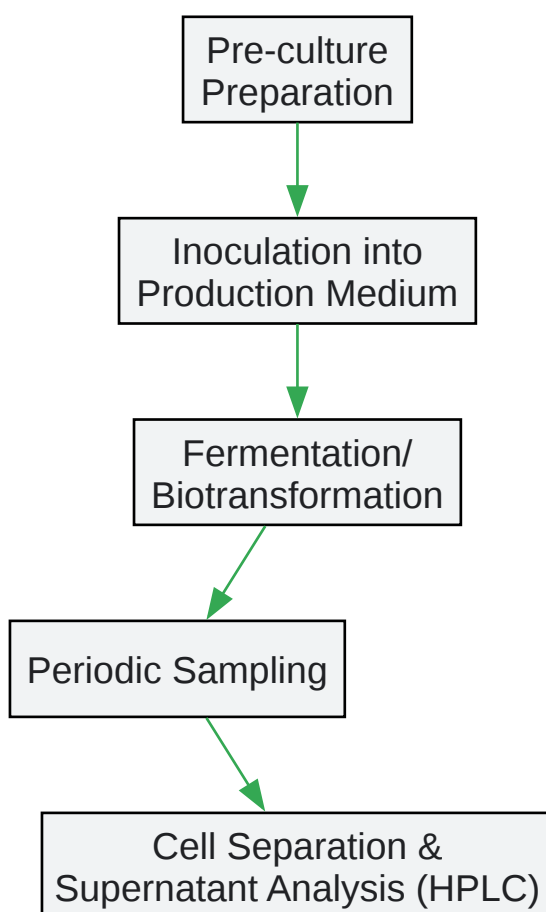 Pre-culture
Preparation
Inoculation into
Production Medium
Fermentation/
Biotransformation
Periodic Sampling
Cell Separation &
Supernatant Analysis (HPLC)